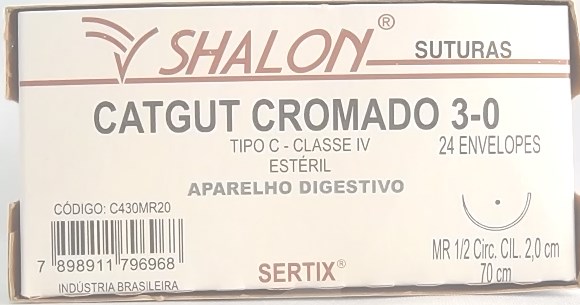 SHALON® SUTURAS
CATGUT CROMADO 3-0
TIPO C - CLASSE IV
24 ENVELOPES
ESTÉRIL
APARELHO DIGESTIVO
CÓDIGO: C430MR20
7 898911 796968
INDÚSTRIA BRASILEIRA
SERTIX®
MR 1/2 Circ. CIL. 2,0 cm
70 cm